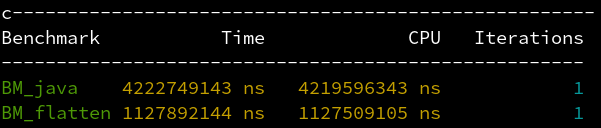 c------------------------------------------------------
Benchmark           Time             CPU   Iterations
------------------------------------------------------
BM_java    4222749143 ns   4219596343 ns            1
BM_flatten 1127892144 ns   1127509105 ns            1